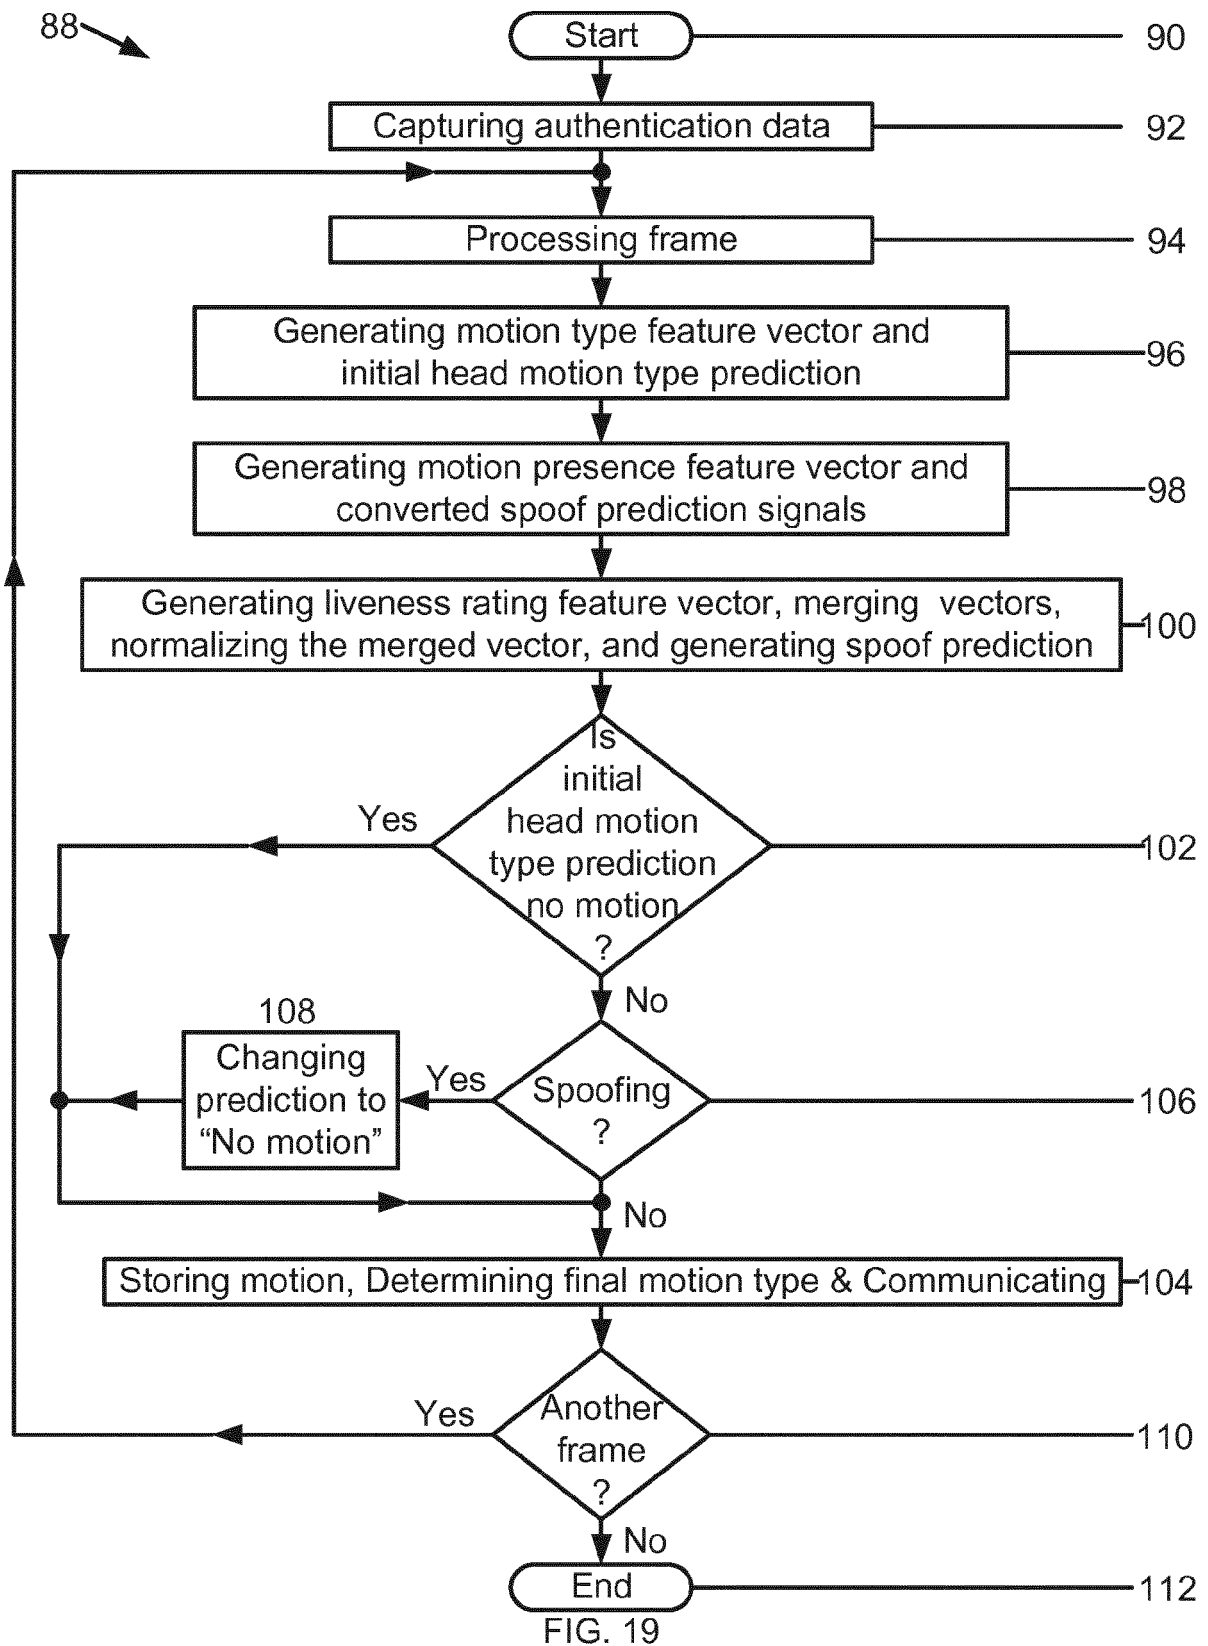 88
Start
90
Capturing authentication data
92
Processing frame
94
Generating motion type feature vector and
initial head motion type prediction
96
Generating motion presence feature vector and
converted spoof prediction signals
98
Generating liveness rating feature vector, merging vectors,
normalizing the merged vector, and generating spoof prediction
100
Is
initial
head motion
type prediction
no motion
?
Yes
102
No
108
Changing
prediction to
“No motion”
Yes
Spoofing
?
106
No
Storing motion, Determining final motion type & Communicating
104
Yes
Another
frame
?
110
No
End
112
FIG. 19